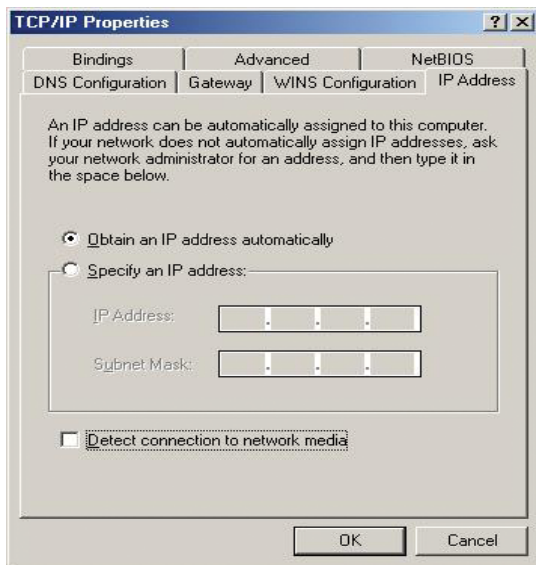 TCP/IP Properties
Bindings
Advanced
NetBIOS
DNS Configuration
Gateway
WINS Configuration
IP Address
An IP address can be automatically assigned to this computer.
If your network does not automatically assign IP addresses, ask
your network administrator for an address, and then type it in
the space below.
Obtain an IP address automatically
Specify an IP address:
IP Address:
. . .
Subnet Mask:
. . .
Detect connection to network media
OK
Cancel